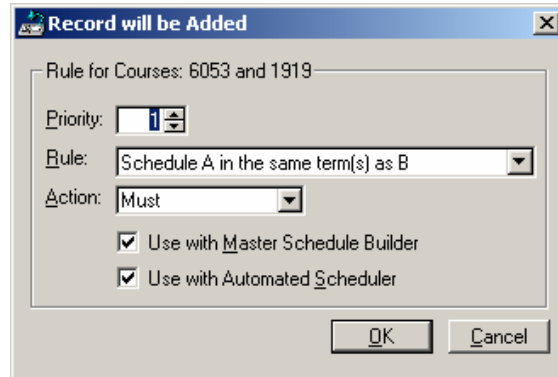 Record will be Added
Rule for Courses: 6053 and 1919
Priority: 1
Rule: Schedule A in the same term(s) as B
Action: Must
Use with Master Schedule Builder
Use with Automated Scheduler
OK Cancel